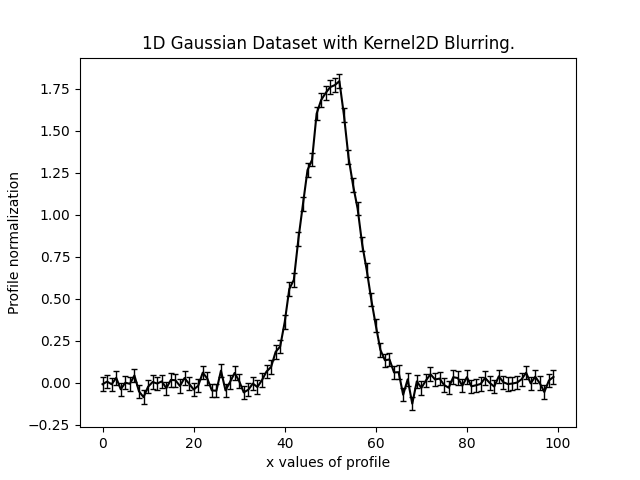 1D Gaussian Dataset with Kernel2D Blurring.
Profile normalization
1.75
1.50
1.25
1.00
0.75
0.50
0.25
0.00
−0.25
0 20 40 60 80 100
x values of profile